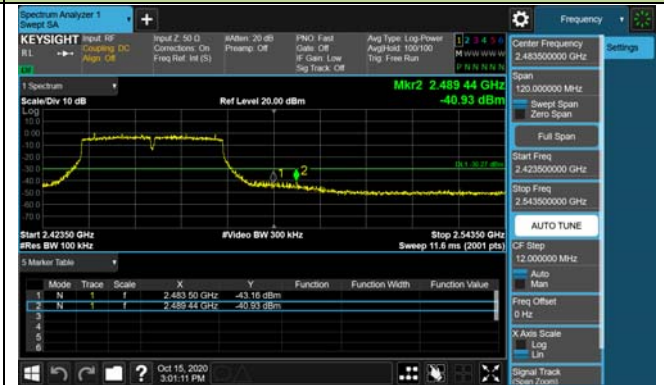 Spectrum Analyzer 1
Swept SA
+
Frequency
KEYSIGHT
RL
Input: RF
Coupling: DC
Align: Off
Input Z: 50 Ω
Corrections: On
Freq Ref: Int (S)
#Atten: 20 dB
Preamp: Off
PNO: Fast
Gate: Off
IF Gain: Low
Sig Track: Off
Avg Type: Log-Power
Avg|Hold: 100/100
Trig: Free Run
1 2 3 4 5 6
M W W W W W
P N N N N N
1 Spectrum
Scale/Div 10 dB
Ref Level 20.00 dBm
Mkr2 2.489 44 GHz
-40.93 dBm
Log
10.0
0.00
-10.0
-20.0
-30.0
-40.0
-50.0
-60.0
-70.0
1
2
Start 2.42350 GHz
#Res BW 100 kHz
#Video BW 300 kHz
Stop 2.54350 GHz
Sweep 11.6 ms (2001 pts)
5 Marker Table
Mode Trace Scale X Y Function Function Width Function Value
1 N 1 f 2.483 50 GHz -43.16 dBm
2 N 1 f 2.489 44 GHz -40.93 dBm
3
4
5
6
Oct 15, 2020
3:01:11 PM
?
Center Frequency
2.483500000 GHz
Settings
Span
120.000000 MHz
Swept Span
Zero Span
Full Span
Start Freq
2.423500000 GHz
Stop Freq
2.543500000 GHz
AUTO TUNE
CF Step
12.000000 MHz
Auto
Man
Freq Offset
0 Hz
X Axis Scale
Log
Lin
Signal Track
(Span Zoom)